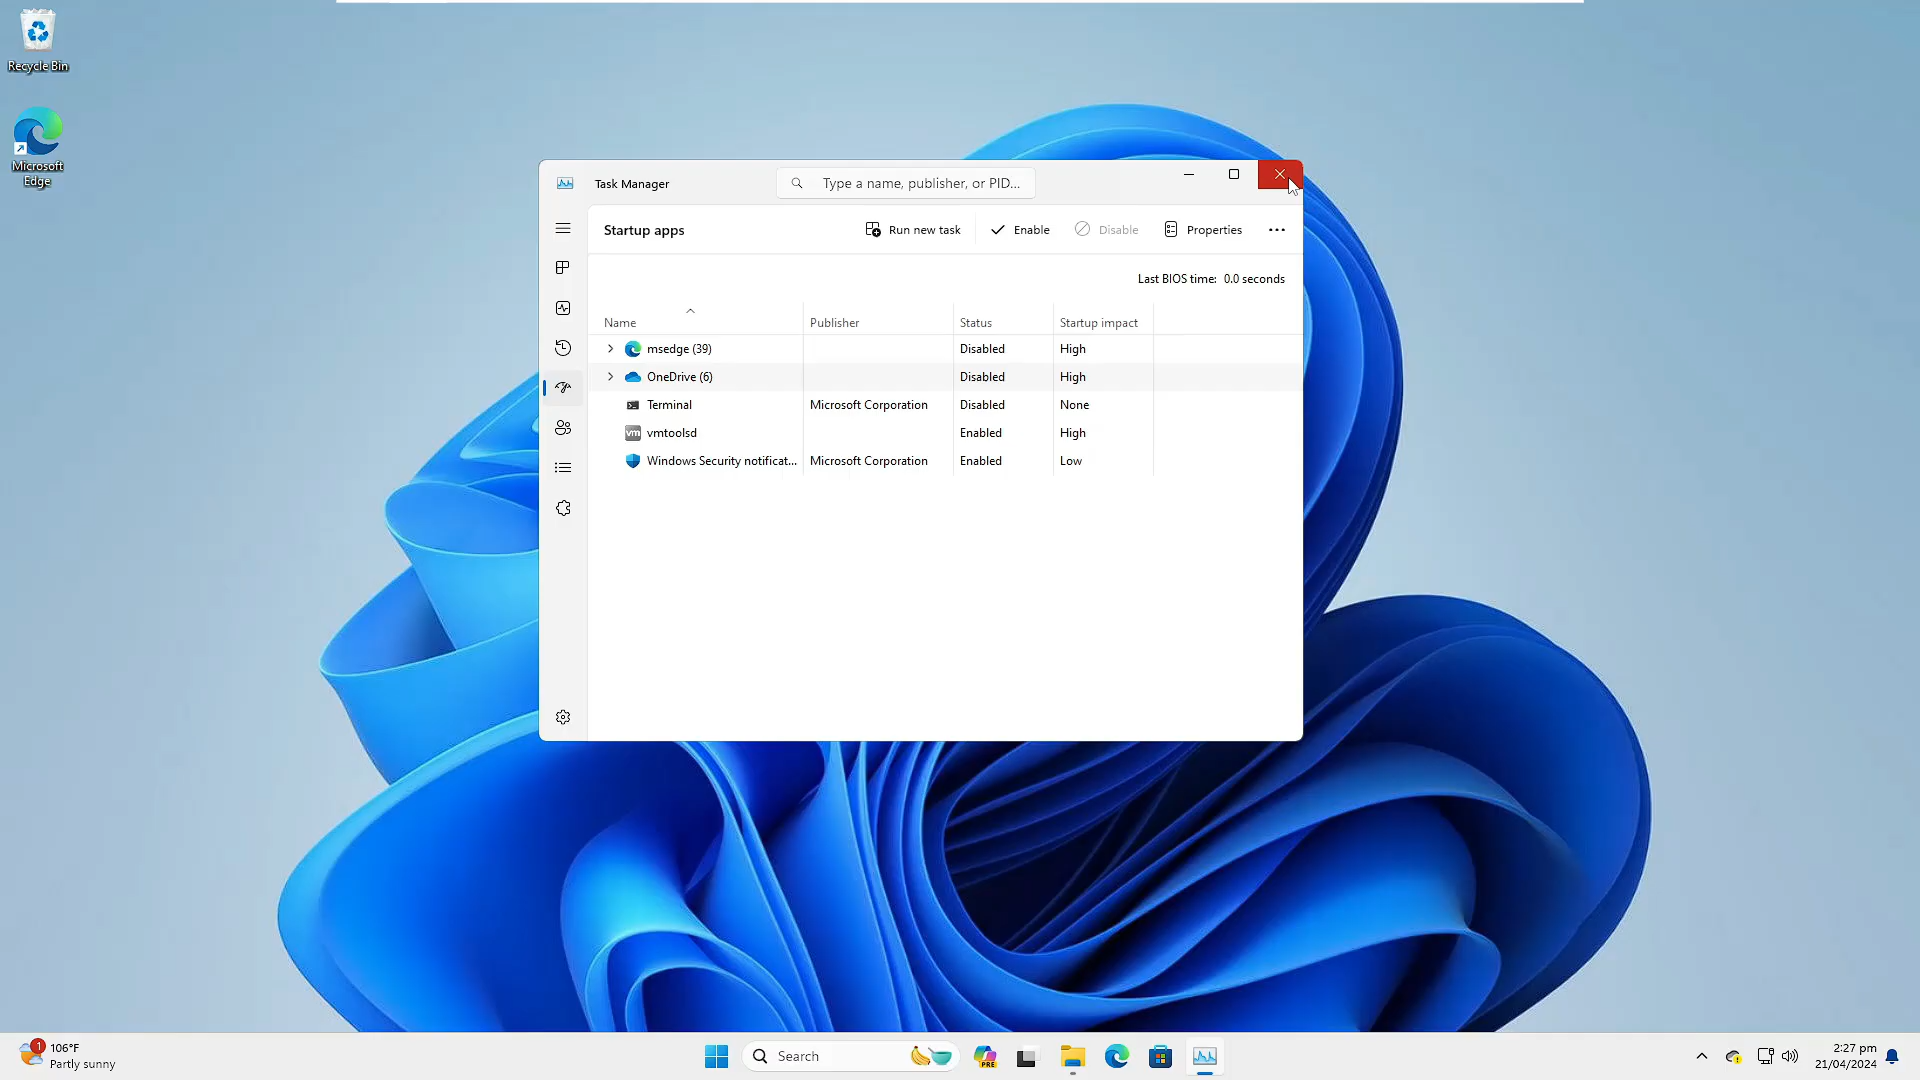 Recycle Bin
Microsoft
Edge
Task Manager
Type a name, publisher, or PID...
Startup apps
Run new task
Enable
Disable
Properties
Last BIOS time: 0.0 seconds
Name Publisher Status Startup impact
msedge (39) Disabled High
OneDrive (6) Disabled High
Terminal Microsoft Corporation Disabled None
vm vmtoolsd Enabled High
Windows Security notificat... Microsoft Corporation Enabled Low
1
106°F
Partly sunny
Search
PRE
2:27 pm
21/04/2024